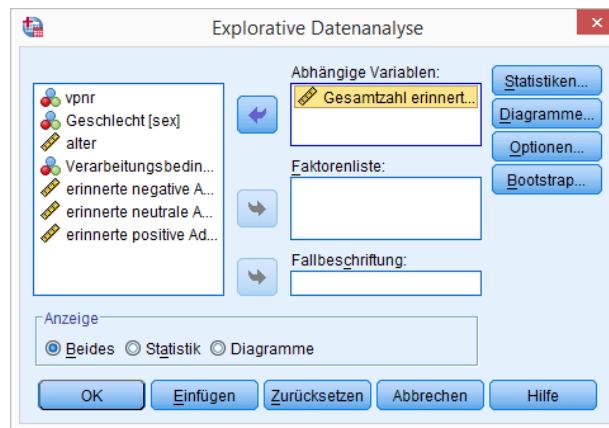 Explorative Datenanalyse
vpnr
Geschlecht [sex]
alter
Verarbeitungsbedin...
erinnerte negative A...
erinnerte neutrale A...
erinnerte positive Ad...
Abhängige Variablen:
Gesamtzahl erinnert...
Faktorenliste:
Fallbeschriftung:
Statistiken...
Diagramme...
Optionen...
Bootstrap...
Anzeige
Beides Statistik Diagramme
OK Einfügen Zurücksetzen Abbrechen Hilfe